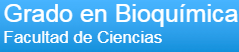 Grado en Bioquímica
Facultad de Ciencias